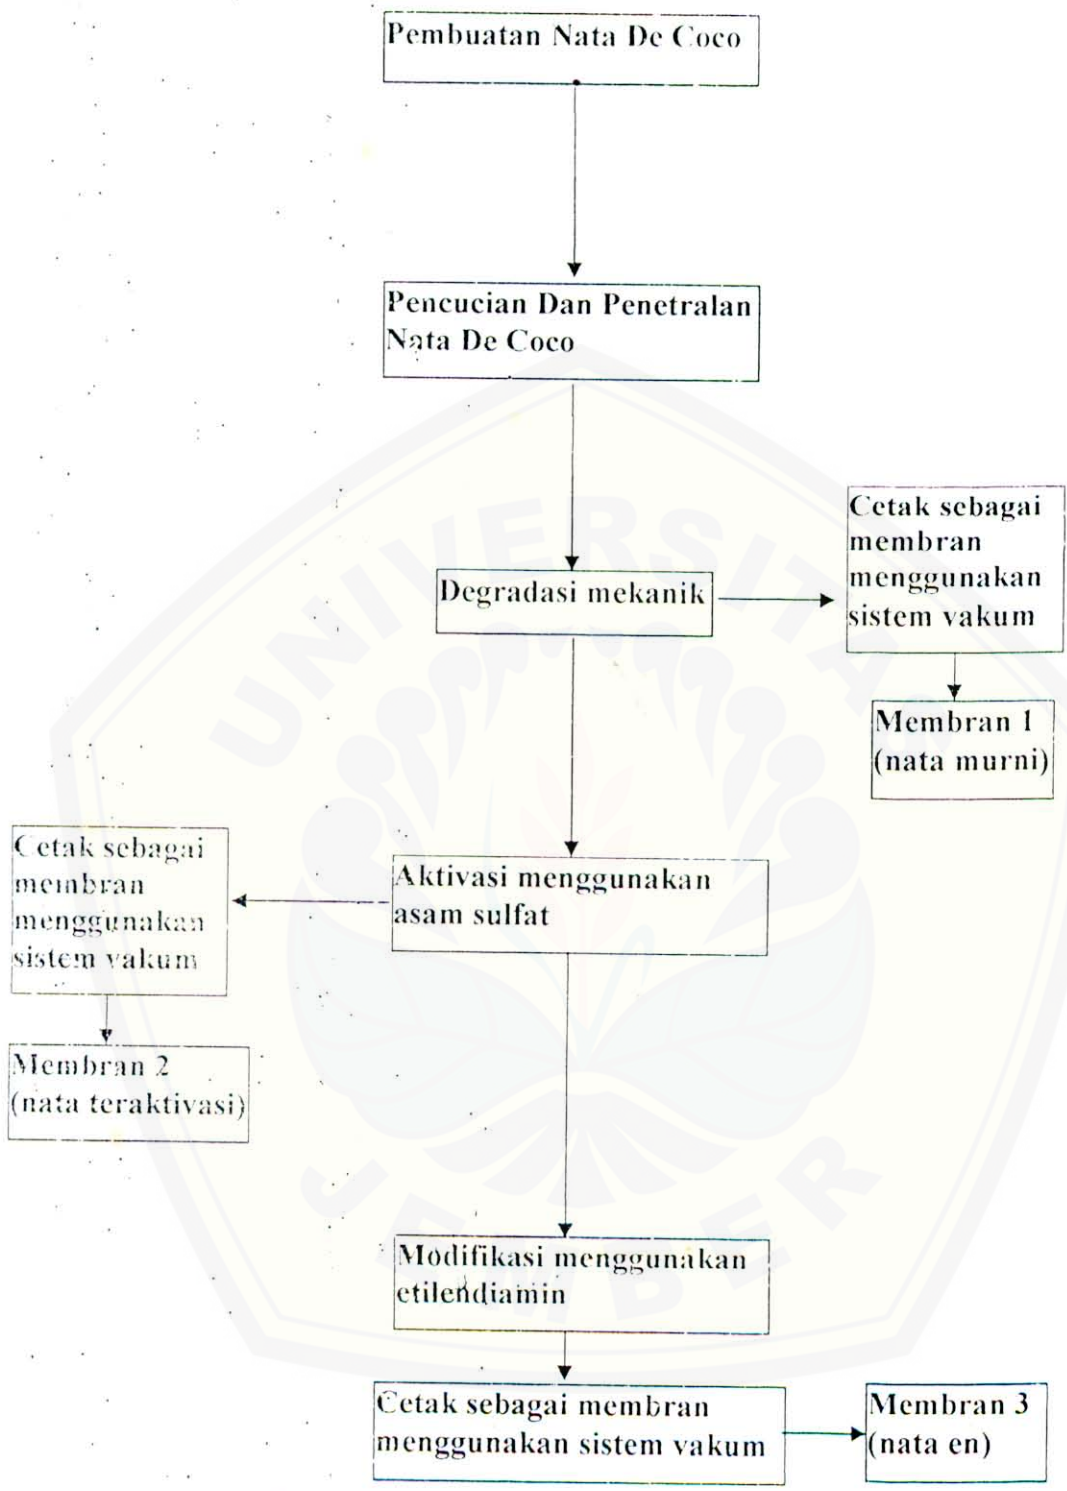 Pembuatan Nata De Coco
Pencucian Dan Penetralan
Nata De Coco
Degradasi mekanik
Cetak sebagai
membran
menggunakan
sistem vakum
Membran 1
(nata murni)
Aktivasi menggunakan
asam sulfat
Cetak sebagai
membran
menggunakan
sistem vakum
Membran 2
(nata teraktivasi)
Modifikasi menggunakan
etilendiamin
Cetak sebagai membran
menggunakan sistem vakum
Membran 3
(nata en)
UNIVERSITAS
JEMBER